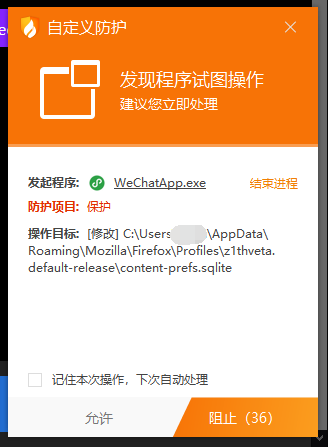 自定义防护
发现程序试图操作
建议您立即处理
发起程序: WeChatApp.exe 结束进程
防护项目: 保护
操作目标: [修改] C:\Users\AppData\
Roaming\Mozilla\Firefox\Profiles\z1thveta.
default-release\content-prefs.sqlite
记住本次操作，下次自动处理
允许 阻止（36）